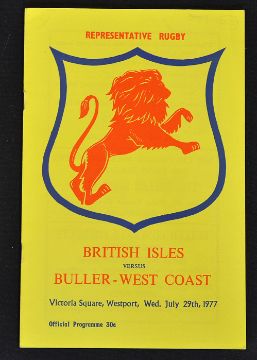 REPRESENTATIVE RUGBY
BRITISH ISLES
VERSUS
BULLER-WEST COAST
Victoria Square, Westport, Wed. July 29th, 1977
Official Programme 30c